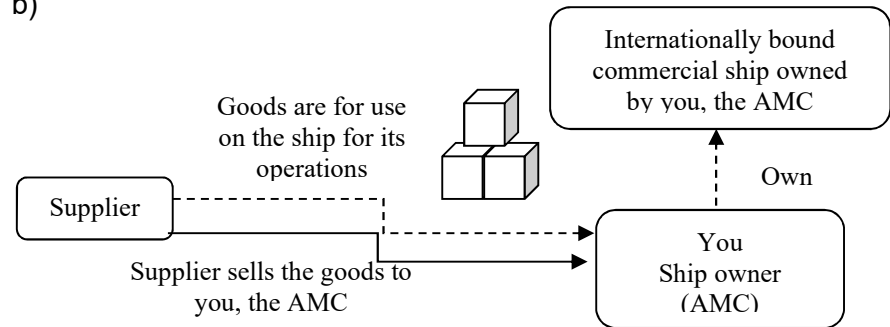 b)
Internationally bound
commercial ship owned
by you, the AMC
Goods are for use
on the ship for its
operations
Own
Supplier
You
Ship owner
(AMC)
Supplier sells the goods to
you, the AMC